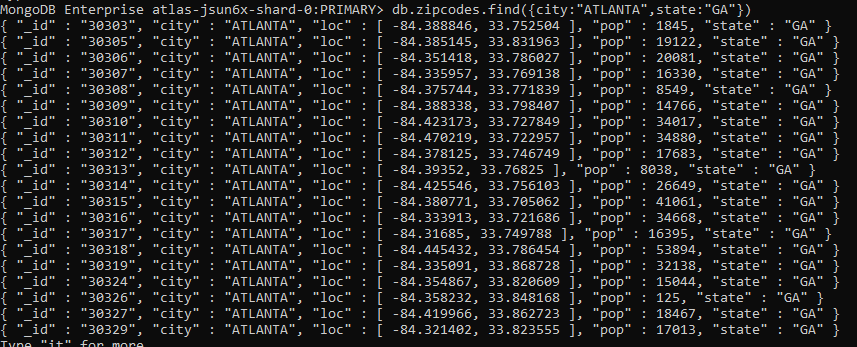 MongoDB Enterprise atlas-jsun6x-shard-0:PRIMARY> db.zipcodes.find({city:"ATLANTA",state:"GA"})
{ "_id" : "30303", "city" : "ATLANTA", "loc" : [ -84.388846, 33.752504 ], "pop" : 1845, "state" : "GA" }
{ "_id" : "30305", "city" : "ATLANTA", "loc" : [ -84.385145, 33.831963 ], "pop" : 19122, "state" : "GA" }
{ "_id" : "30306", "city" : "ATLANTA", "loc" : [ -84.351418, 33.786027 ], "pop" : 20081, "state" : "GA" }
{ "_id" : "30307", "city" : "ATLANTA", "loc" : [ -84.335957, 33.769138 ], "pop" : 16330, "state" : "GA" }
{ "_id" : "30308", "city" : "ATLANTA", "loc" : [ -84.375744, 33.771839 ], "pop" : 8549, "state" : "GA" }
{ "_id" : "30309", "city" : "ATLANTA", "loc" : [ -84.388338, 33.798407 ], "pop" : 14766, "state" : "GA" }
{ "_id" : "30310", "city" : "ATLANTA", "loc" : [ -84.423173, 33.727849 ], "pop" : 34017, "state" : "GA" }
{ "_id" : "30311", "city" : "ATLANTA", "loc" : [ -84.470219, 33.722957 ], "pop" : 34880, "state" : "GA" }
{ "_id" : "30312", "city" : "ATLANTA", "loc" : [ -84.378125, 33.746749 ], "pop" : 17683, "state" : "GA" }
{ "_id" : "30313", "city" : "ATLANTA", "loc" : [ -84.39352, 33.76825 ], "pop" : 8038, "state" : "GA" }
{ "_id" : "30314", "city" : "ATLANTA", "loc" : [ -84.425546, 33.756103 ], "pop" : 26649, "state" : "GA" }
{ "_id" : "30315", "city" : "ATLANTA", "loc" : [ -84.380771, 33.705062 ], "pop" : 41061, "state" : "GA" }
{ "_id" : "30316", "city" : "ATLANTA", "loc" : [ -84.333913, 33.721686 ], "pop" : 34668, "state" : "GA" }
{ "_id" : "30317", "city" : "ATLANTA", "loc" : [ -84.31685, 33.749788 ], "pop" : 16395, "state" : "GA" }
{ "_id" : "30318", "city" : "ATLANTA", "loc" : [ -84.445432, 33.786454 ], "pop" : 53894, "state" : "GA" }
{ "_id" : "30319", "city" : "ATLANTA", "loc" : [ -84.335091, 33.868728 ], "pop" : 32138, "state" : "GA" }
{ "_id" : "30324", "city" : "ATLANTA", "loc" : [ -84.354867, 33.820609 ], "pop" : 15044, "state" : "GA" }
{ "_id" : "30326", "city" : "ATLANTA", "loc" : [ -84.358232, 33.848168 ], "pop" : 125, "state" : "GA" }
{ "_id" : "30327", "city" : "ATLANTA", "loc" : [ -84.419966, 33.862723 ], "pop" : 18467, "state" : "GA" }
{ "_id" : "30329", "city" : "ATLANTA", "loc" : [ -84.321402, 33.823555 ], "pop" : 17013, "state" : "GA" }
Type "it" for more